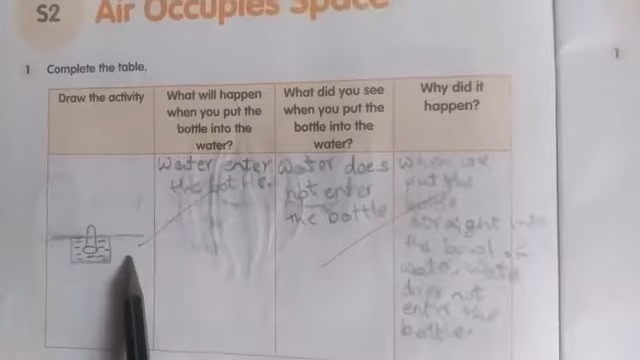 S2 Air Occupies Space
1 Complete the table.
Draw the activity
What will happen
when you put the
bottle into the
water?
What did you see
when you put the
bottle into the
water?
Why did it
happen?
Water enter
the bottle.
Water does
not enter
the bottle
When we
put the
straight into
the bowl of
water, water
does not
enter the
bottle.
1